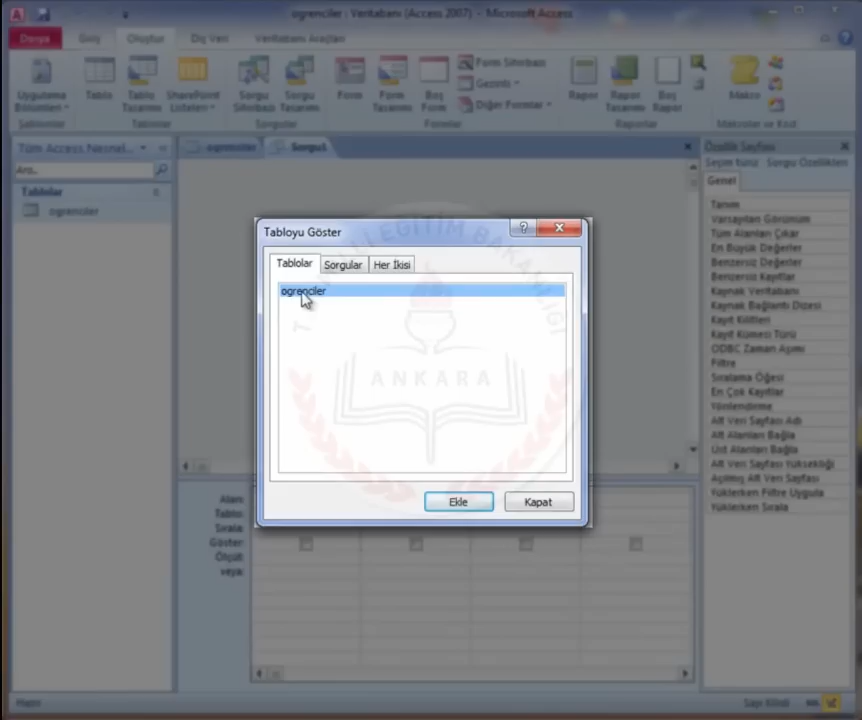 ogrenciler : Veritabanı (Access 2007) - Microsoft Access
Dosya Giriş Oluştur Dış Veri Veritabanı Araçları
Uygulama Bölümleri
Tablo
Tablo Tasarımı
SharePoint Listeleri
Sorgu Sihirbazı
Sorgu Tasarımı
Form
Form Tasarımı
Boş Form
Form Sihirbazı
Gezinti
Diğer Formlar
Rapor
Rapor Tasarımı
Boş Rapor
Makro
Şablonlar Tablolar Sorgular Formlar Raporlar Makrolar ve Kod
Tüm Access Nesnel...
Ara...
Tablolar
ogrenciler
ogrenciler Sorgu1
Tabloyu Göster
Tablolar Sorgular Her İkisi
ogrenciler
T.C. MİLLİ EĞİTİM BAKANLIĞI
ANKARA
Ekle Kapat
Alan:
Tablo:
Sırala:
Göster:
Ölçüt:
veya:
Özellik Sayfası
Seçim türü: Sorgu Özellikleri
Genel
Tanım
Varsayılan Görünüm
Tüm Alanları Çıkar
En Büyük Değerler
Benzersiz Değerler
Benzersiz Kayıtlar
Kaynak Veritabanı
Kaynak Bağlantı Dizesi
Kayıt Kilitleri
Kayıt Kümesi Türü
ODBC Zaman Aşımı
Filtre
Sıralama Öğesi
En Çok Kayıtlar
Yönlendirme
Alt Veri Sayfası Adı
Alt Alanları Bağla
Üst Alanları Bağla
Alt Veri Sayfası Yüksekliği
Açılmış Alt Veri Sayfası
Yüklerken Filtre Uygula
Yüklerken Sırala
Hazır
Sayı Kilidi